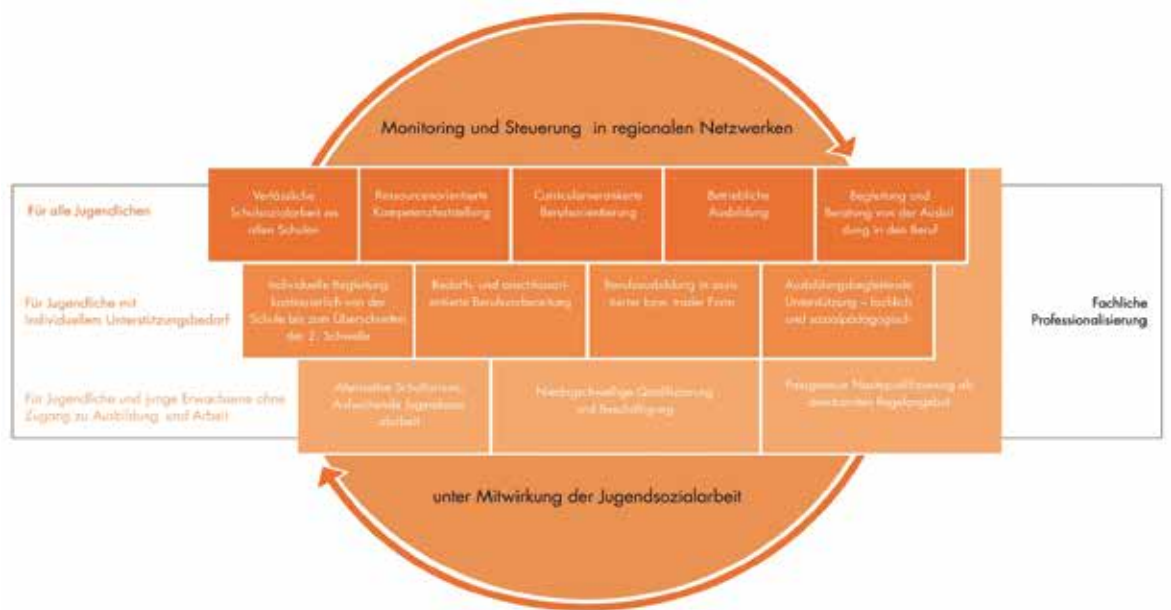 Monitoring und Steuerung in regionalen Netzwerken
Für alle Jugendlichen
Verlässliche
Schulsozialarbeit an
allen Schulen
Ressourcenorientierte
Kompetenzfeststellung
Curricularverankerte
Berufsorientierung
Betriebliche
Ausbildung
Begleitung und
Beratung von der Ausbil
dung in den Beruf
Für Jugendliche mit
Individuellem Unterstützungsbedarf
Individuelle Begleitung
kontinuierlich von der
Schule bis zum Überschreiten
der 2. Schwelle
Bedarfs- und anschlussori-
entierte Berufsvorbereitung
Berufsausbildung in assis
tierter bzw. trialer Form
Ausbildungsbegleitende
Unterstützung – fachlich
und sozialpädagogisch
Fachliche
Professionalisierung
Für Jugendliche und junge Erwachsene ohne
Zugang zu Ausbildung und Arbeit
Alternative
Aufsuchende
Niedrigschwellige Qualifizierung
und Beschäftigung
Nachqualifizierung als
Regelangebot
unter Mitwirkung der Jugendsozialarbeit